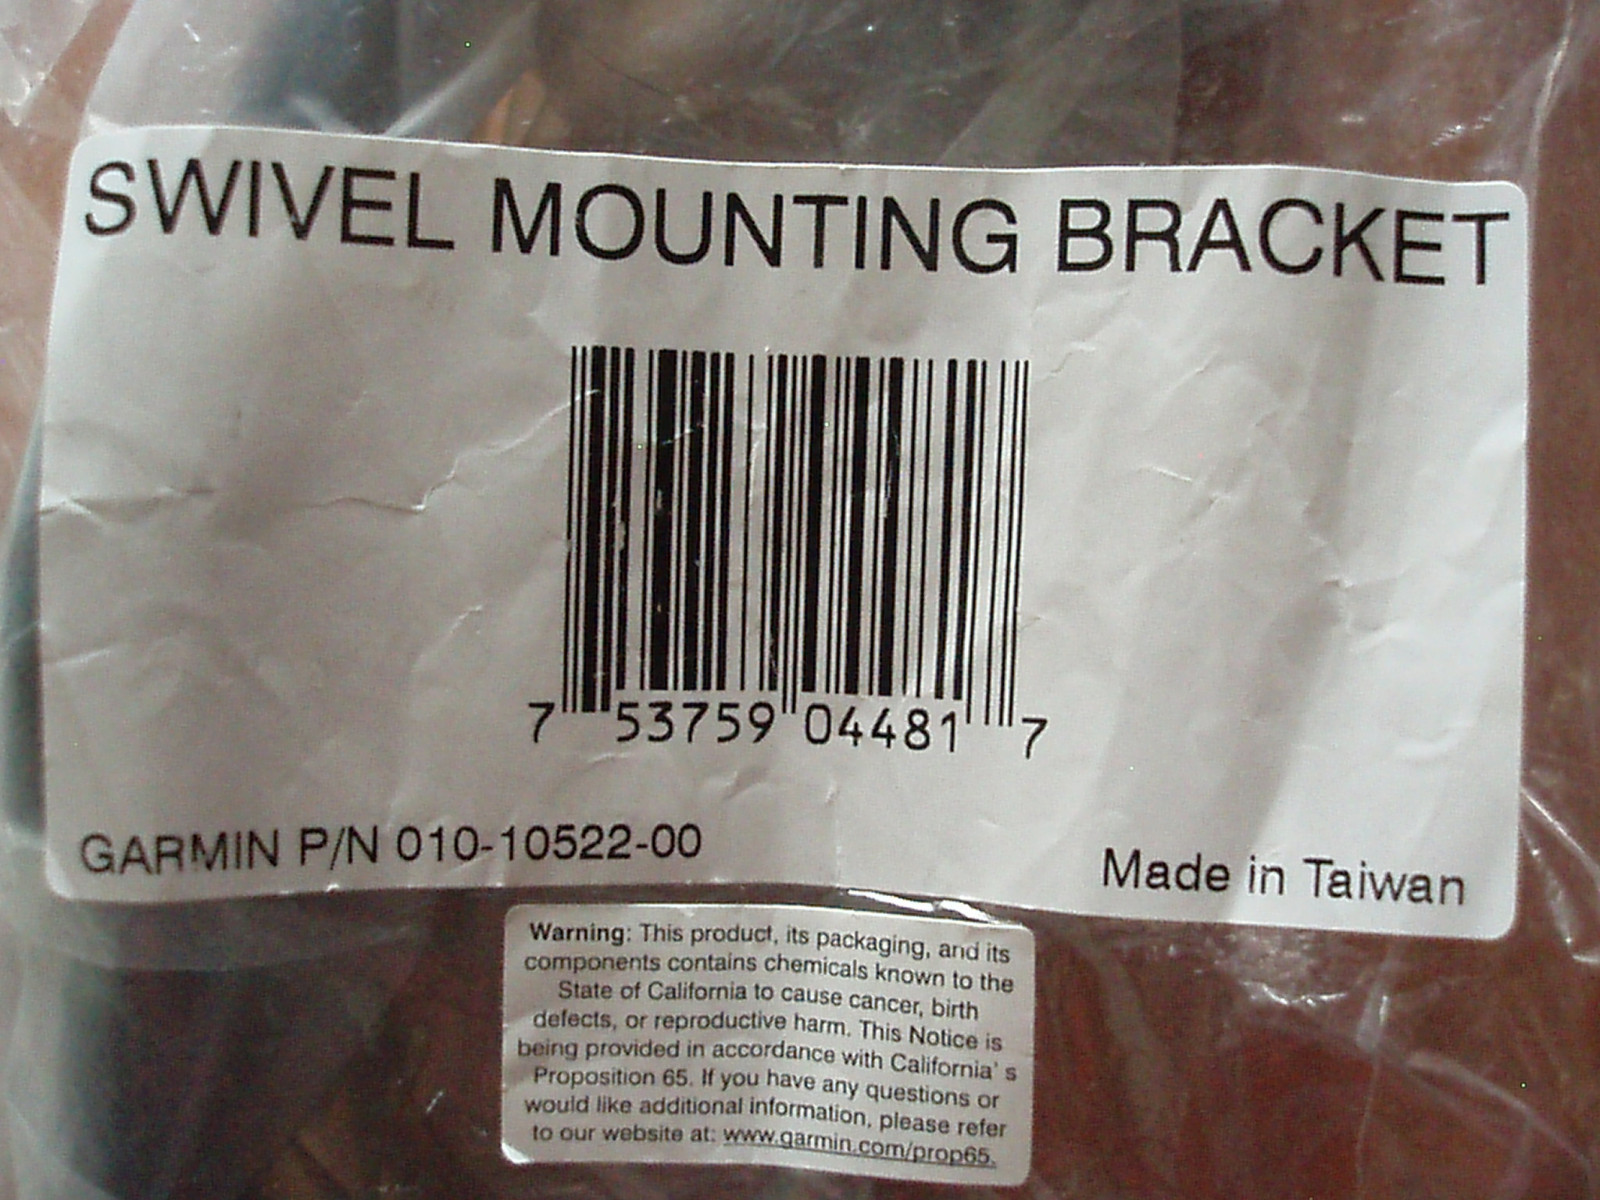 SWIVEL MOUNTING BRACKET
7 53759 04481 7
GARMIN P/N 010-10522-00
Made in Taiwan
Warning: This product, its packaging, and its
components contains chemicals known to the
State of California to cause cancer, birth
defects, or reproductive harm. This Notice is
being provided in accordance with California' s
Proposition 65. If you have any questions or
would like additional information, please refer
to our website at: www.garmin.com/prop65.